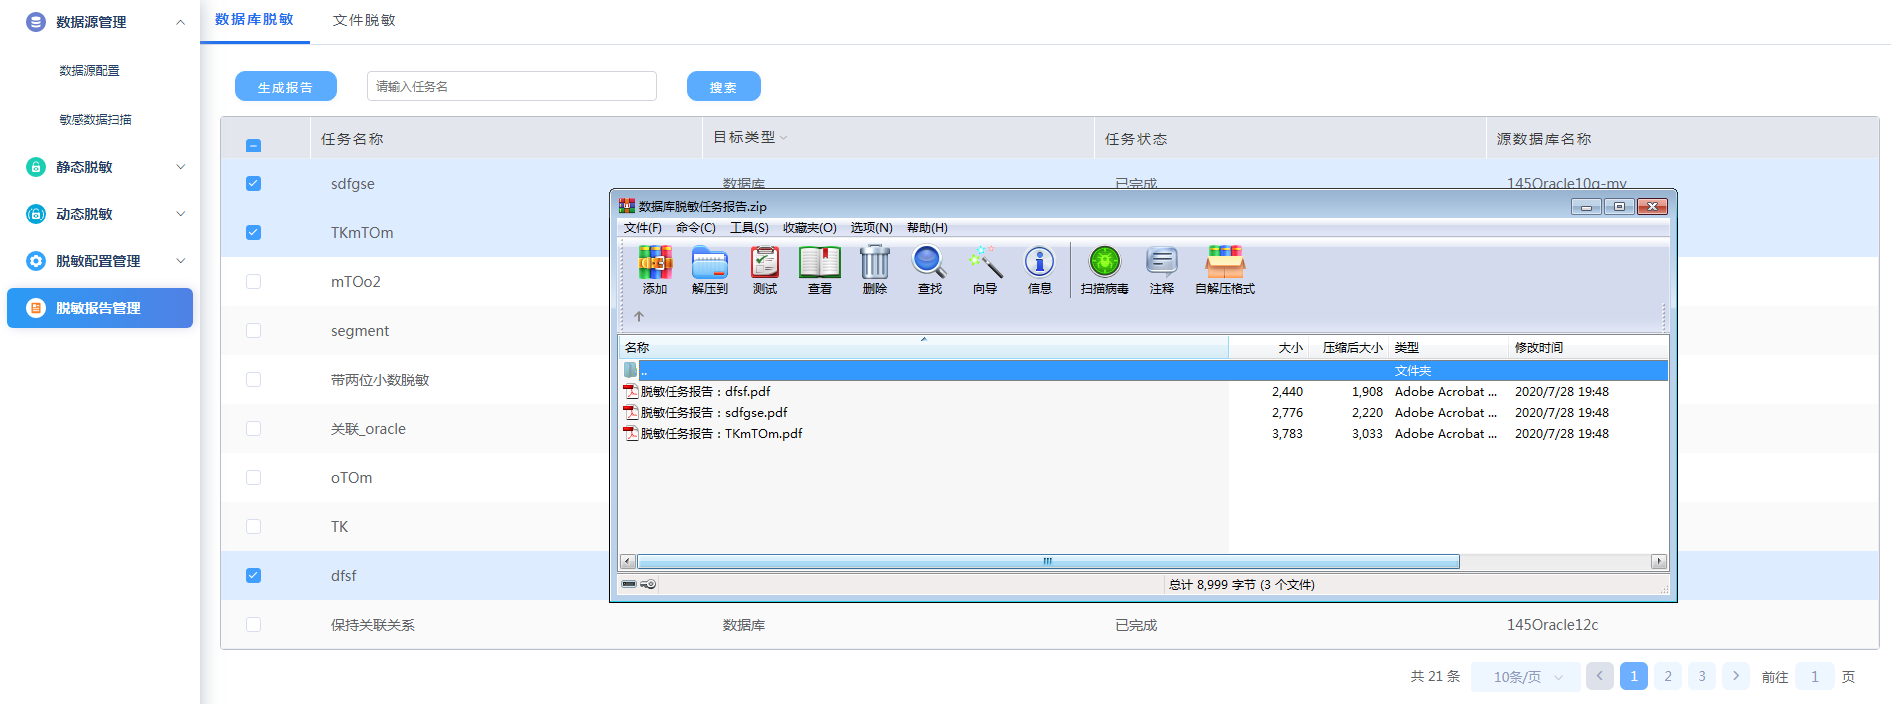 数据源管理
数据源配置
敏感数据扫描
静态脱敏
动态脱敏
脱敏配置管理
脱敏报告管理
数据库脱敏 文件脱敏
生成报告 请输入任务名 搜索
任务名称 目标类型 任务状态 源数据库名称
sdfgse 数据库 已完成 145Oracle10g-my
TKmTOm
mTOo2
segment
带两位小数脱敏
关联_oracle
oTOm
TK
dfsf
保持关联关系 数据库 已完成 145Oracle12c
共 21 条 10条/页 1 2 3 前往 1 页
数据库脱敏任务报告.zip
文件(F) 命令(C) 工具(S) 收藏夹(O) 选项(N) 帮助(H)
添加 解压到 测试 查看 删除 查找 向导 信息 扫描病毒 注释 自解压格式
名称 大小 压缩后大小 类型 修改时间
.. 文件夹
脱敏任务报告：dfsf.pdf 2,440 1,908 Adobe Acrobat ... 2020/7/28 19:48
脱敏任务报告：sdfgse.pdf 2,776 2,220 Adobe Acrobat ... 2020/7/28 19:48
脱敏任务报告：TKmTOm.pdf 3,783 3,033 Adobe Acrobat ... 2020/7/28 19:48
总计 8,999 字节 (3 个文件)